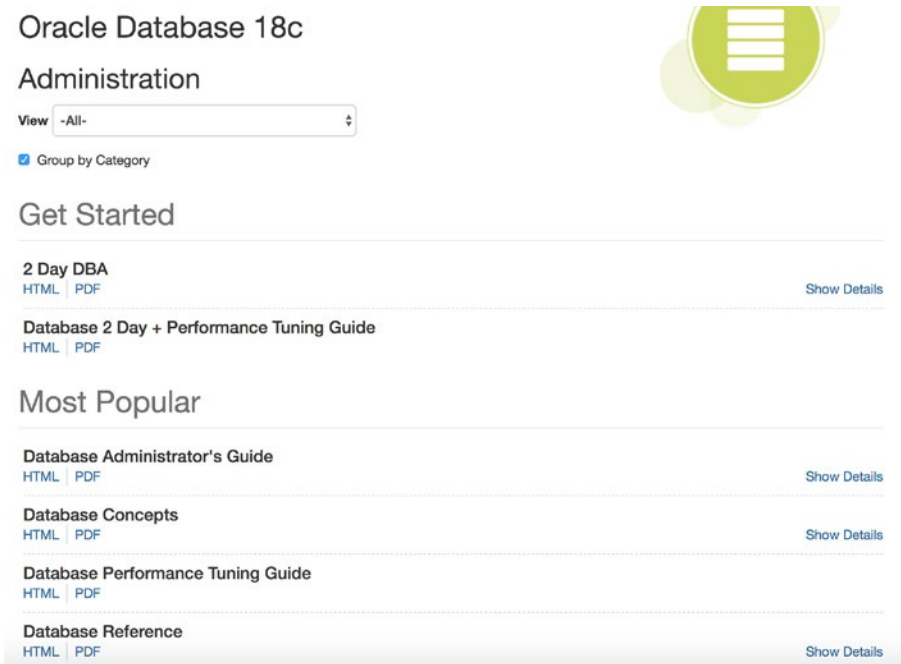 Oracle Database 18c
Administration
View -All-
Group by Category
Get Started
2 Day DBA
HTML PDF Show Details
Database 2 Day + Performance Tuning Guide
HTML PDF
Most Popular
Database Administrator's Guide
HTML PDF Show Details
Database Concepts
HTML PDF Show Details
Database Performance Tuning Guide
HTML PDF
Database Reference
HTML PDF Show Details